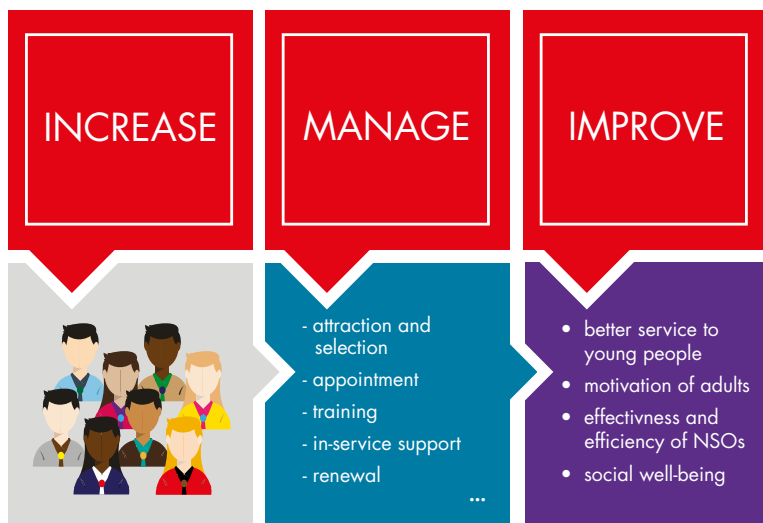 INCREASE
MANAGE
IMPROVE
- attraction and
selection
- appointment
- training
- in-service support
- renewal
...
• better service to
young people
• motivation of adults
• effectivness and
efficiency of NSOs
• social well-being